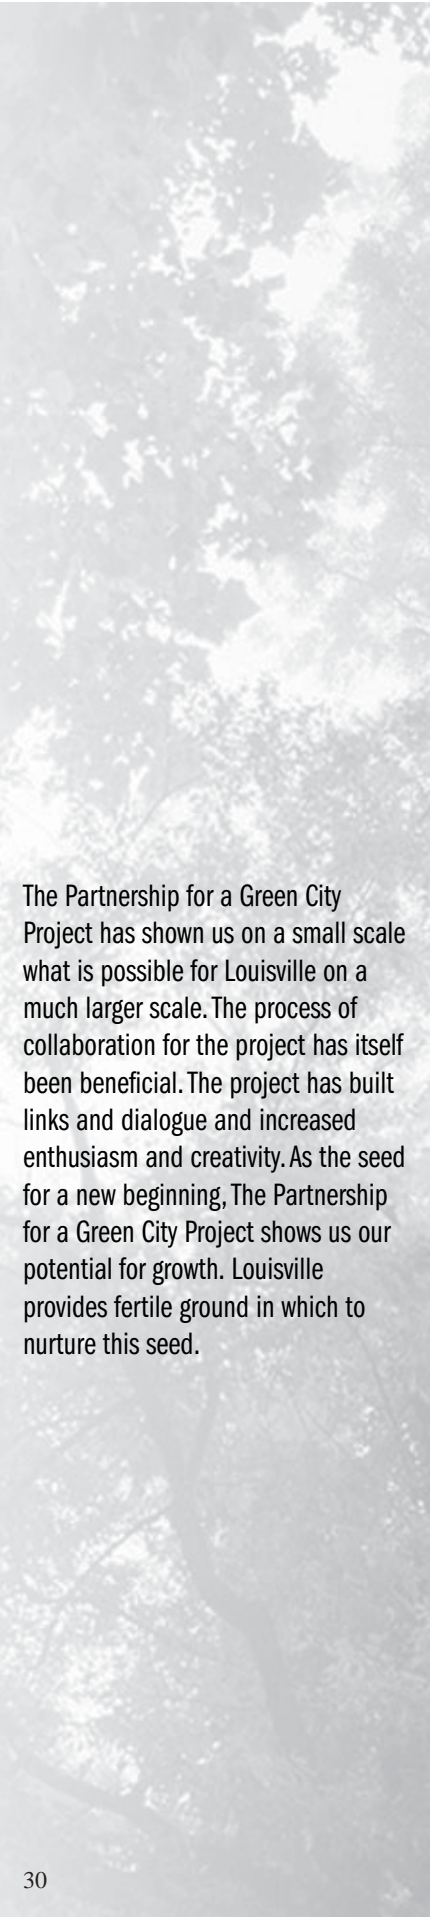 The Partnership for a Green City
Project has shown us on a small scale
what is possible for Louisville on a
much larger scale. The process of
collaboration for the project has itself
been beneficial. The project has built
links and dialogue and increased
enthusiasm and creativity. As the seed
for a new beginning, The Partnership
for a Green City Project shows us our
potential for growth. Louisville
provides fertile ground in which to
nurture this seed.
30